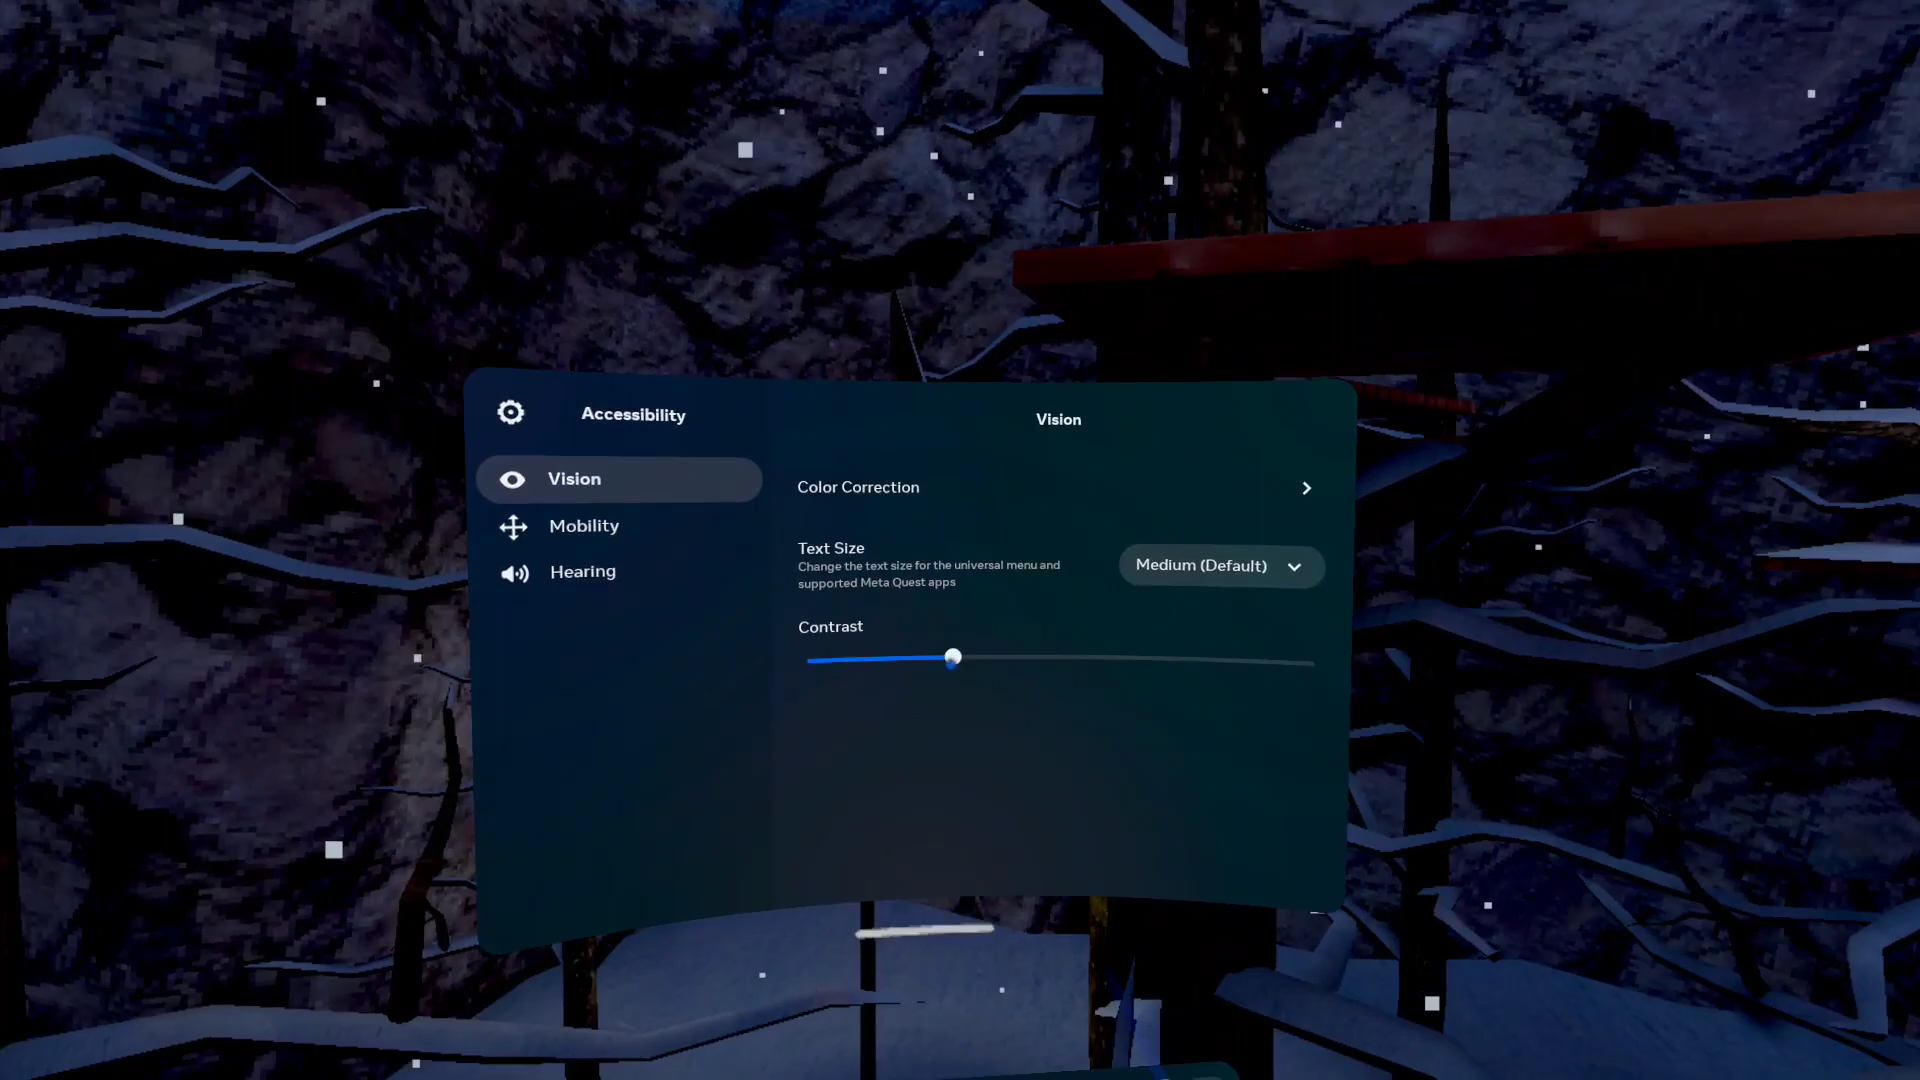 Accessibility
Vision
Mobility
Hearing
Vision
Color Correction
Text Size
Change the text size for the universal menu and
supported Meta Quest apps
Medium (Default)
Contrast